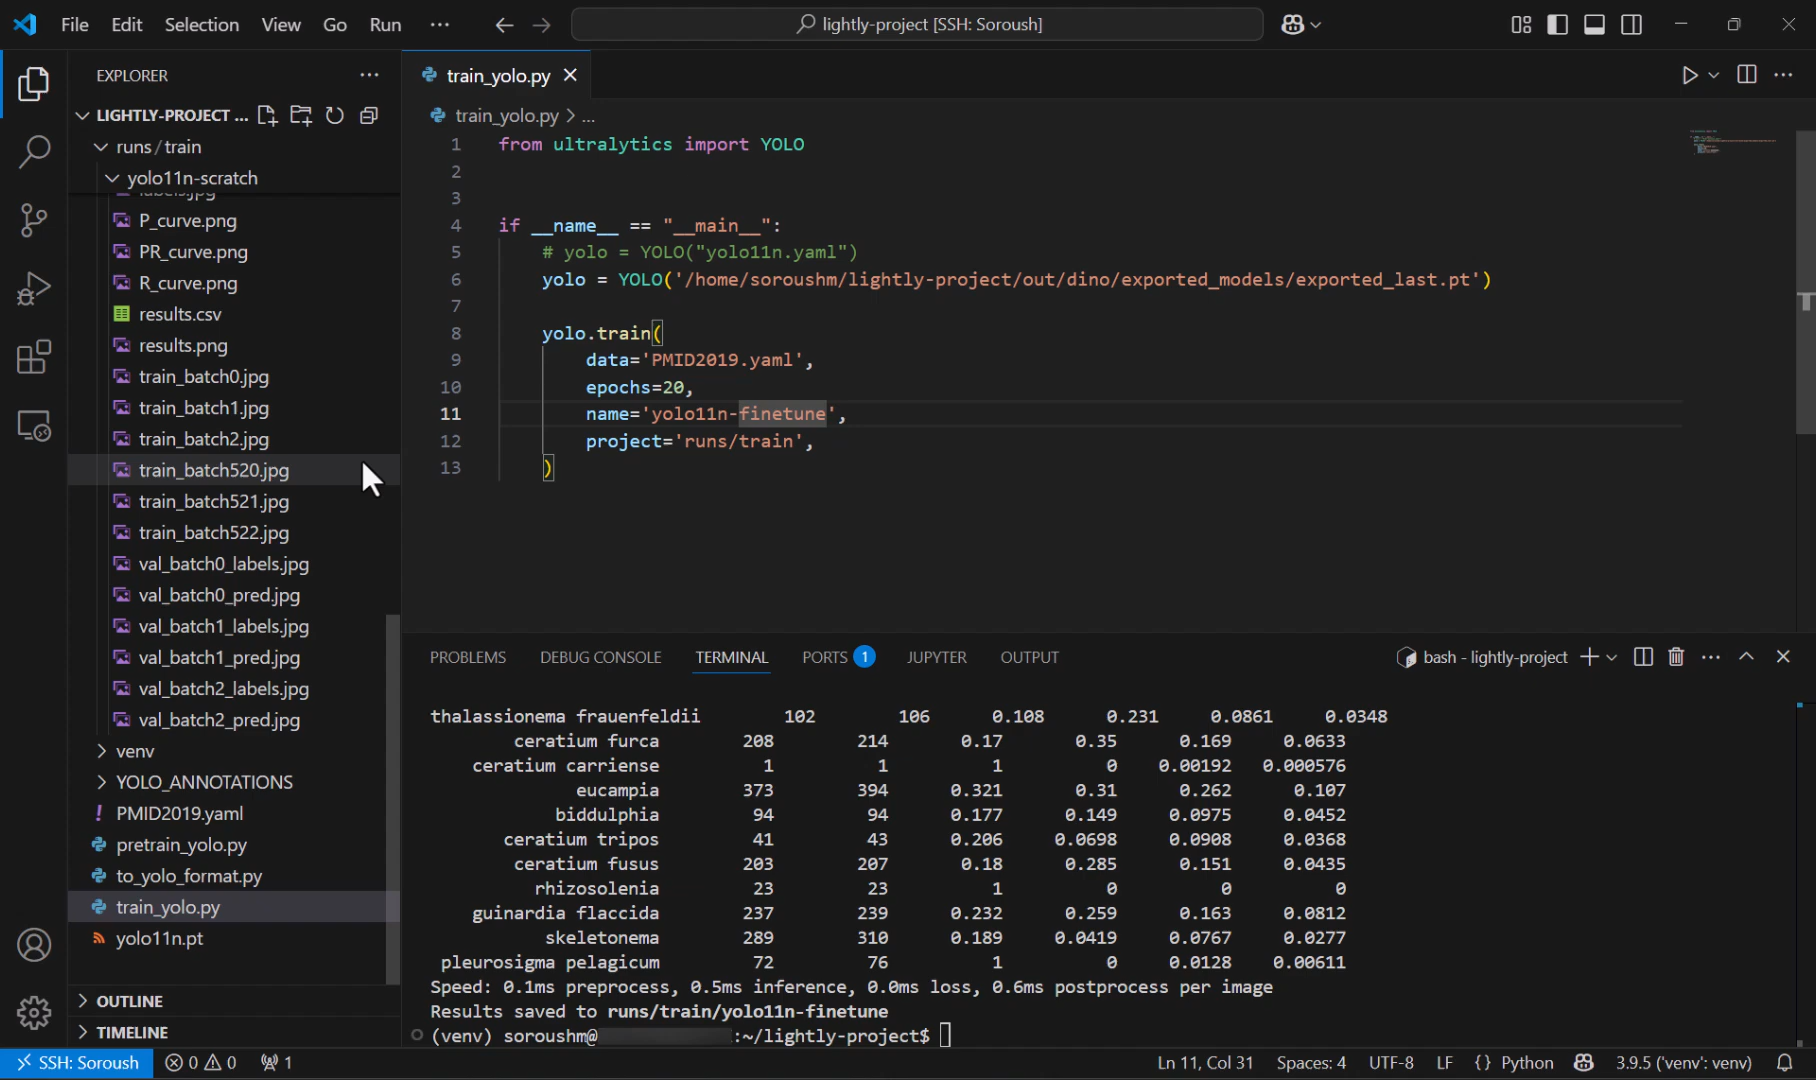 File Edit Selection View Go Run ··· lightly-project [SSH: Soroush]
EXPLORER
LIGHTLY-PROJECT ...
runs / train
yolo11n-scratch
labels.jpg
P_curve.png
PR_curve.png
R_curve.png
results.csv
results.png
train_batch0.jpg
train_batch1.jpg
train_batch2.jpg
train_batch520.jpg
train_batch521.jpg
train_batch522.jpg
val_batch0_labels.jpg
val_batch0_pred.jpg
val_batch1_labels.jpg
val_batch1_pred.jpg
val_batch2_labels.jpg
val_batch2_pred.jpg
venv
YOLO_ANNOTATIONS
! PMID2019.yaml
pretrain_yolo.py
to_yolo_format.py
train_yolo.py
yolo11n.pt
OUTLINE
TIMELINE
train_yolo.py
train_yolo.py > ...
1 from ultralytics import YOLO
2
3
4 if __name__ == "__main__":
5 # yolo = YOLO("yolo11n.yaml")
6 yolo = YOLO('/home/soroushm/lightly-project/out/dino/exported_models/exported_last.pt')
7
8 yolo.train(
9 data='PMID2019.yaml',
10 epochs=20,
11 name='yolo11n-finetune',
12 project='runs/train',
13 )
PROBLEMS DEBUG CONSOLE TERMINAL PORTS 1 JUPYTER OUTPUT bash - lightly-project
thalassionema frauenfeldii 102 106 0.108 0.231 0.0861 0.0348
ceratium furca 208 214 0.17 0.35 0.169 0.0633
ceratium carriense 1 1 1 0 0.00192 0.000576
eucampia 373 394 0.321 0.31 0.262 0.107
biddulphia 94 94 0.177 0.149 0.0975 0.0452
ceratium tripos 41 43 0.206 0.0698 0.0908 0.0368
ceratium fusus 203 207 0.18 0.285 0.151 0.0435
rhizosolenia 23 23 1 0 0 0
guinardia flaccida 237 239 0.232 0.259 0.163 0.0812
skeletonema 289 310 0.189 0.0419 0.0767 0.0277
pleurosigma pelagicum 72 76 1 0 0.0128 0.00611
Speed: 0.1ms preprocess, 0.5ms inference, 0.0ms loss, 0.6ms postprocess per image
Results saved to runs/train/yolo11n-finetune
(venv) soroushm@ :~/lightly-project$
SSH: Soroush 0 0 1 Ln 11, Col 31 Spaces: 4 UTF-8 LF {} Python 3.9.5 ('venv': venv)